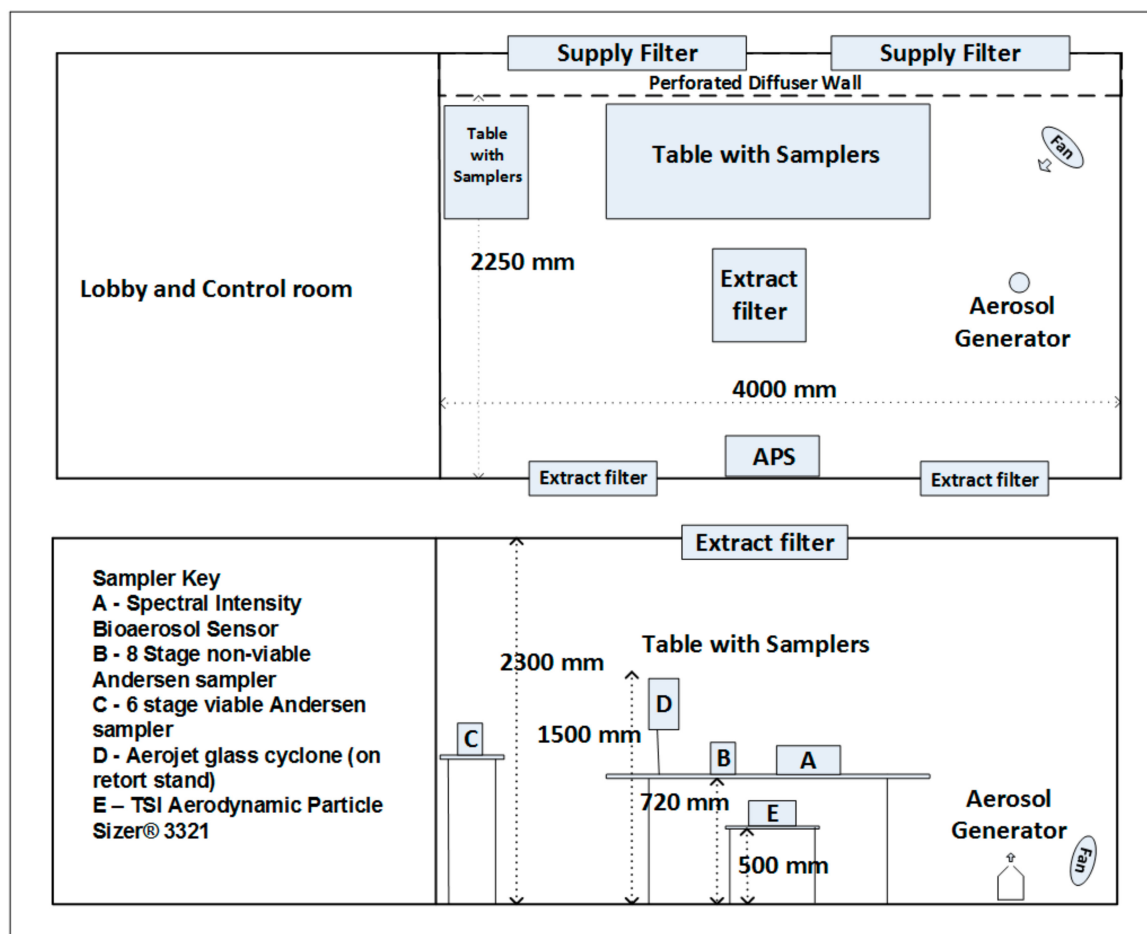 Supply Filter
Supply Filter
Perforated Diffuser Wall
Table
with
Samplers
Table with Samplers
Fan
2250 mm
Lobby and Control room
Extract
filter
Aerosol
Generator
4000 mm
APS
Extract filter
Extract filter
Extract filter
Sampler Key
A - Spectral Intensity
Bioaerosol Sensor
B - 8 Stage non-viable
Andersen sampler
C - 6 stage viable Andersen
sampler
D - Aerojet glass cyclone (on
retort stand)
E – TSI Aerodynamic Particle
Sizer® 3321
2300 mm
Table with Samplers
1500 mm
D
C
B
A
720 mm
E
500 mm
Aerosol
Generator
Fan